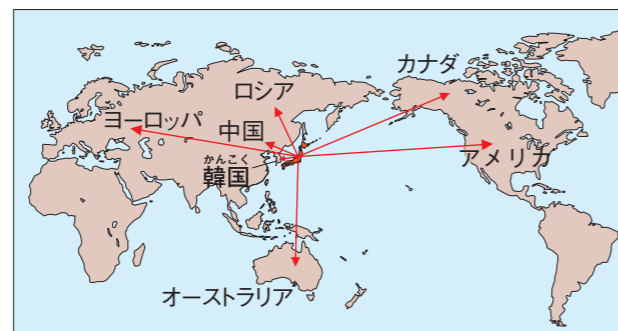 カナダ
ロシア
ヨーロッパ
中国
かんこく
韓国
アメリカ
オーストラリア